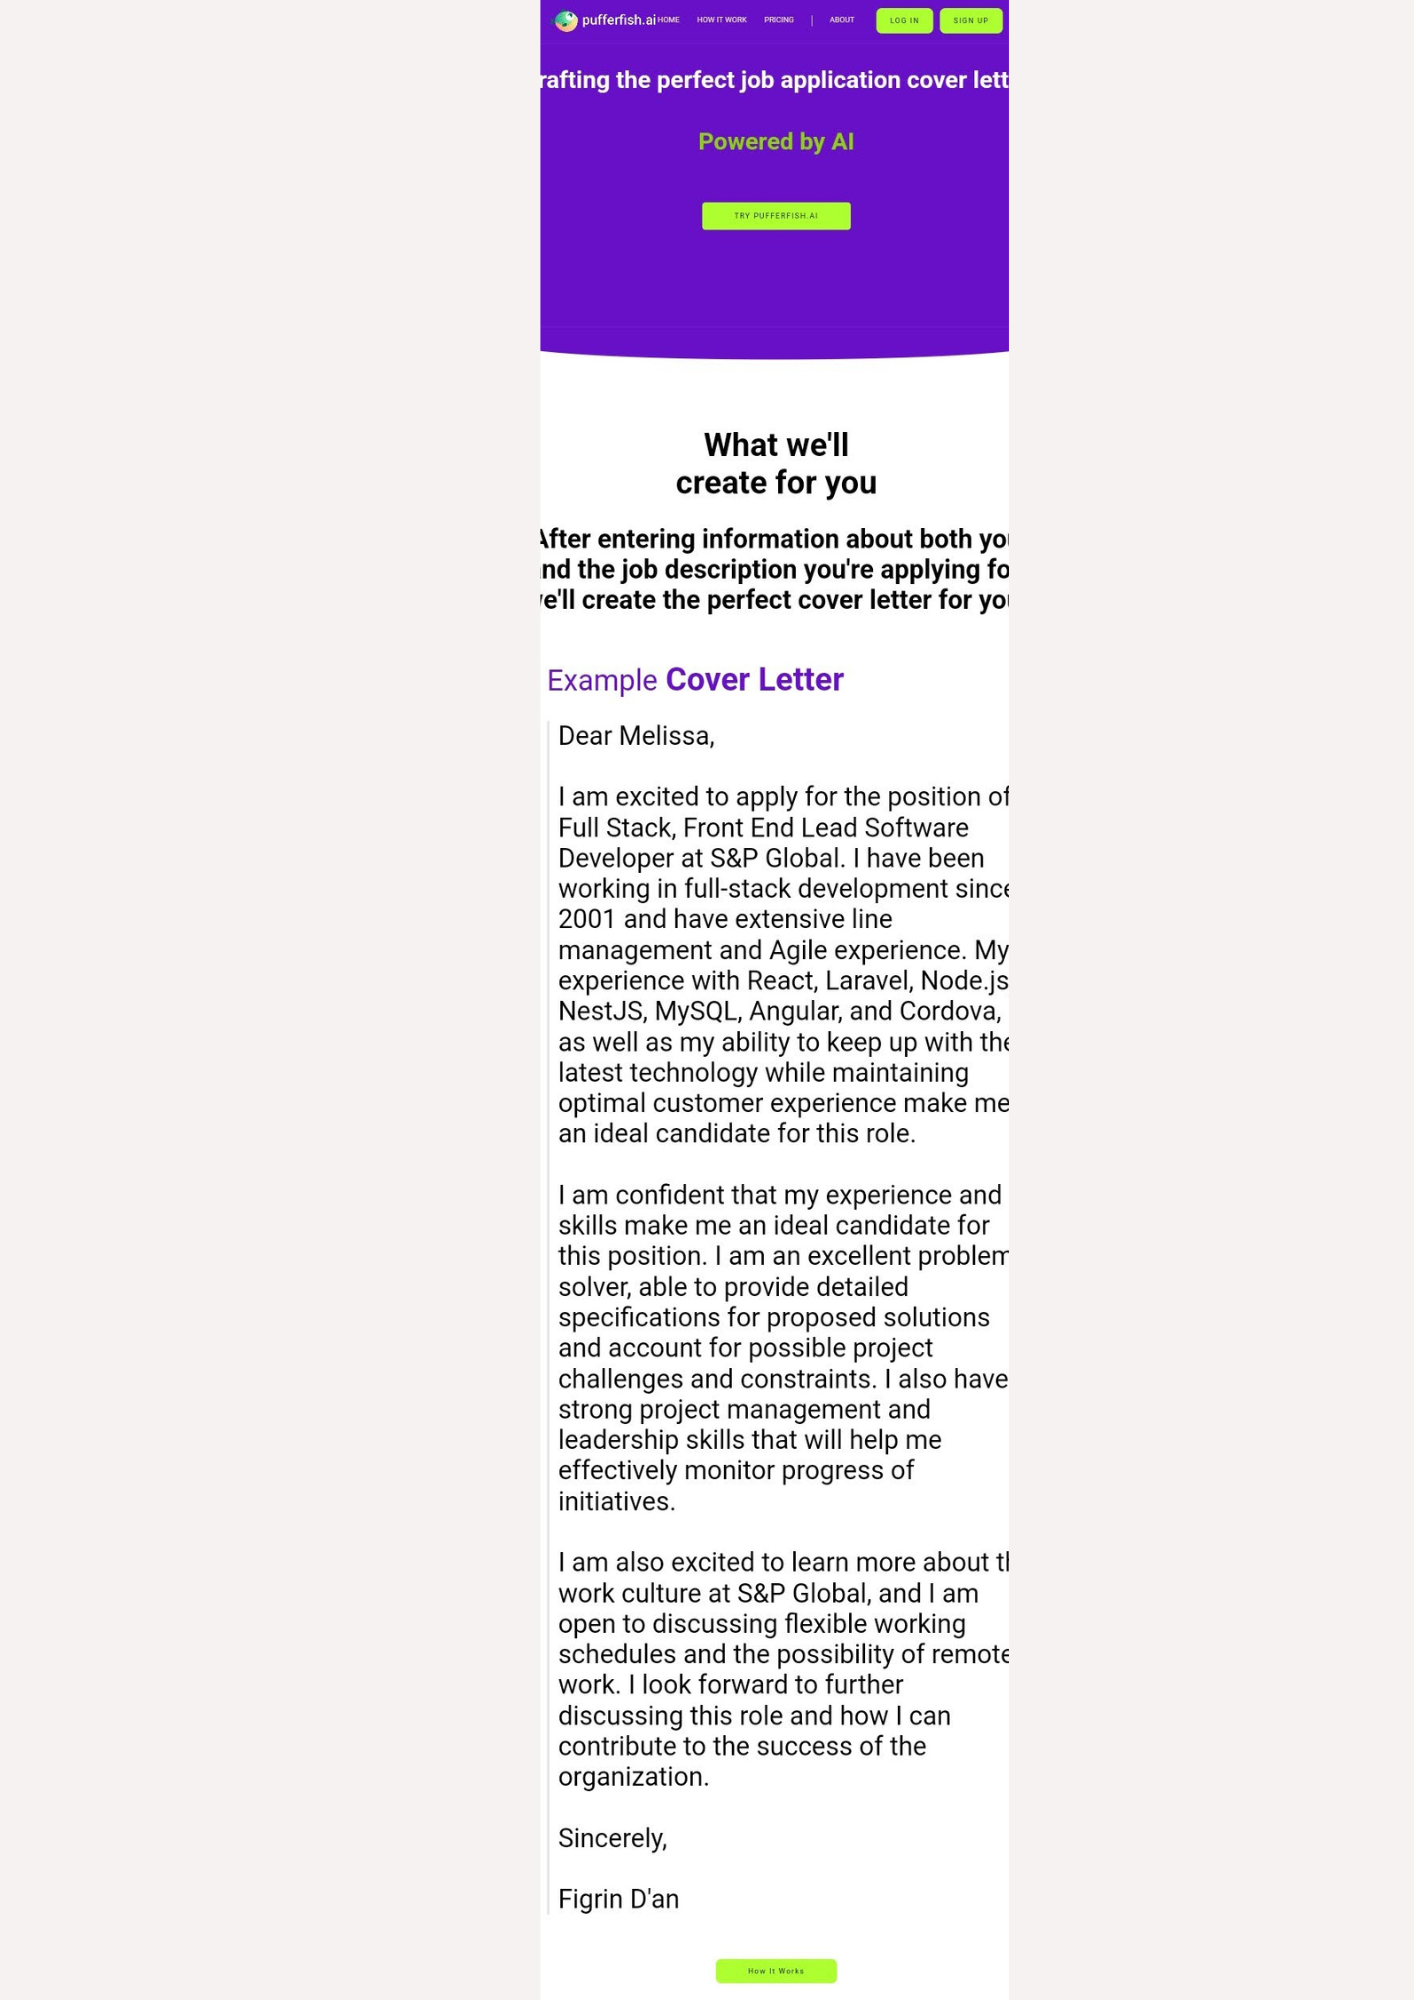 pufferfish.ai HOME HOW IT WORK PRICING | ABOUT LOG IN SIGN UP
rafting the perfect job application cover lett
Powered by AI
TRY PUFFERFISH.AI
What we'll
create for you
After entering information about both you
and the job description you're applying fo
we'll create the perfect cover letter for you
Example Cover Letter
Dear Melissa,
I am excited to apply for the position of
Full Stack, Front End Lead Software
Developer at S&P Global. I have been
working in full-stack development since
2001 and have extensive line
management and Agile experience. My
experience with React, Laravel, Node.js
NestJS, MySQL, Angular, and Cordova,
as well as my ability to keep up with the
latest technology while maintaining
optimal customer experience make me
an ideal candidate for this role.
I am confident that my experience and
skills make me an ideal candidate for
this position. I am an excellent problem
solver, able to provide detailed
specifications for proposed solutions
and account for possible project
challenges and constraints. I also have
strong project management and
leadership skills that will help me
effectively monitor progress of
initiatives.
I am also excited to learn more about th
work culture at S&P Global, and I am
open to discussing flexible working
schedules and the possibility of remote
work. I look forward to further
discussing this role and how I can
contribute to the success of the
organization.
Sincerely,
Figrin D'an
How It Works